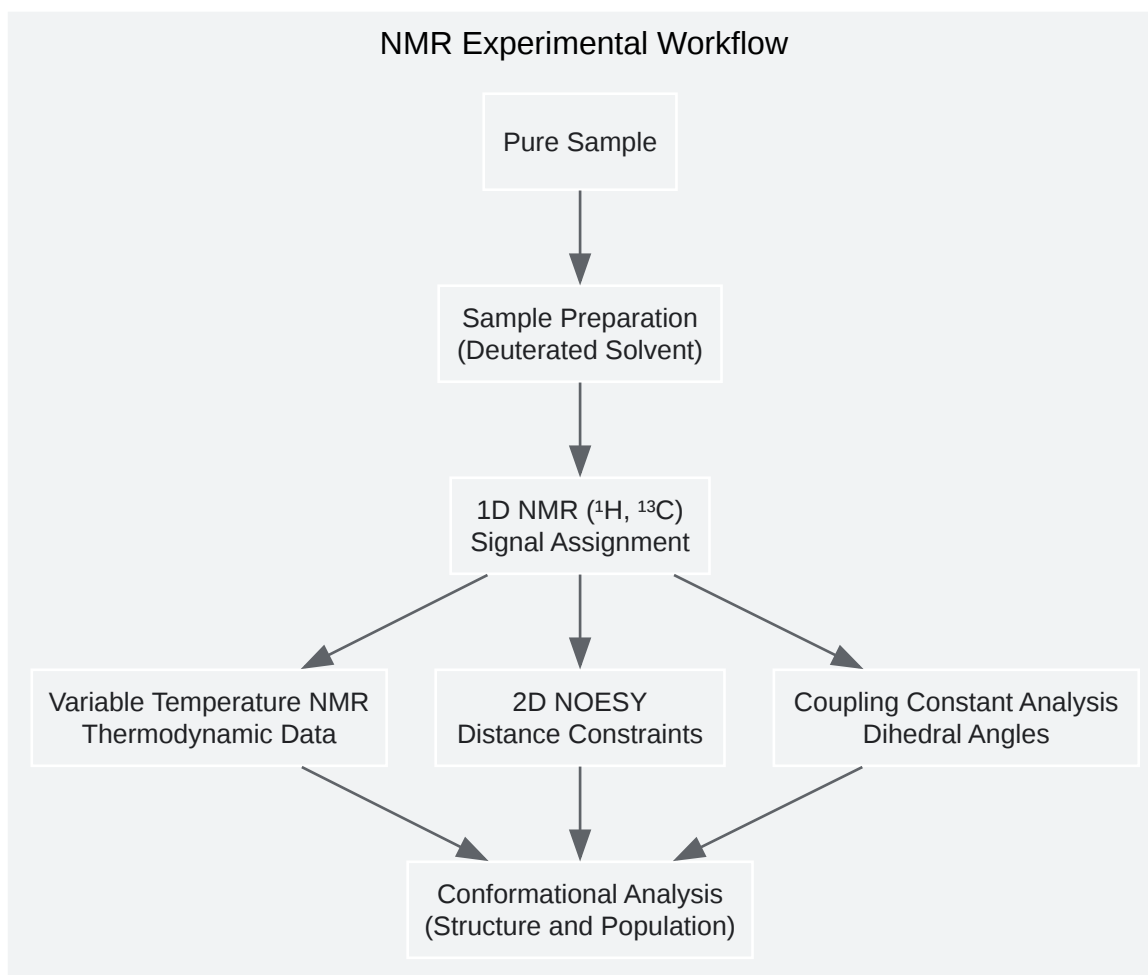 NMR Experimental Workflow
Pure Sample
Sample Preparation
(Deuterated Solvent)
1D NMR (¹H, ¹³C)
Signal Assignment
Variable Temperature NMR
Thermodynamic Data
2D NOESY
Distance Constraints
Coupling Constant Analysis
Dihedral Angles
Conformational Analysis
(Structure and Population)